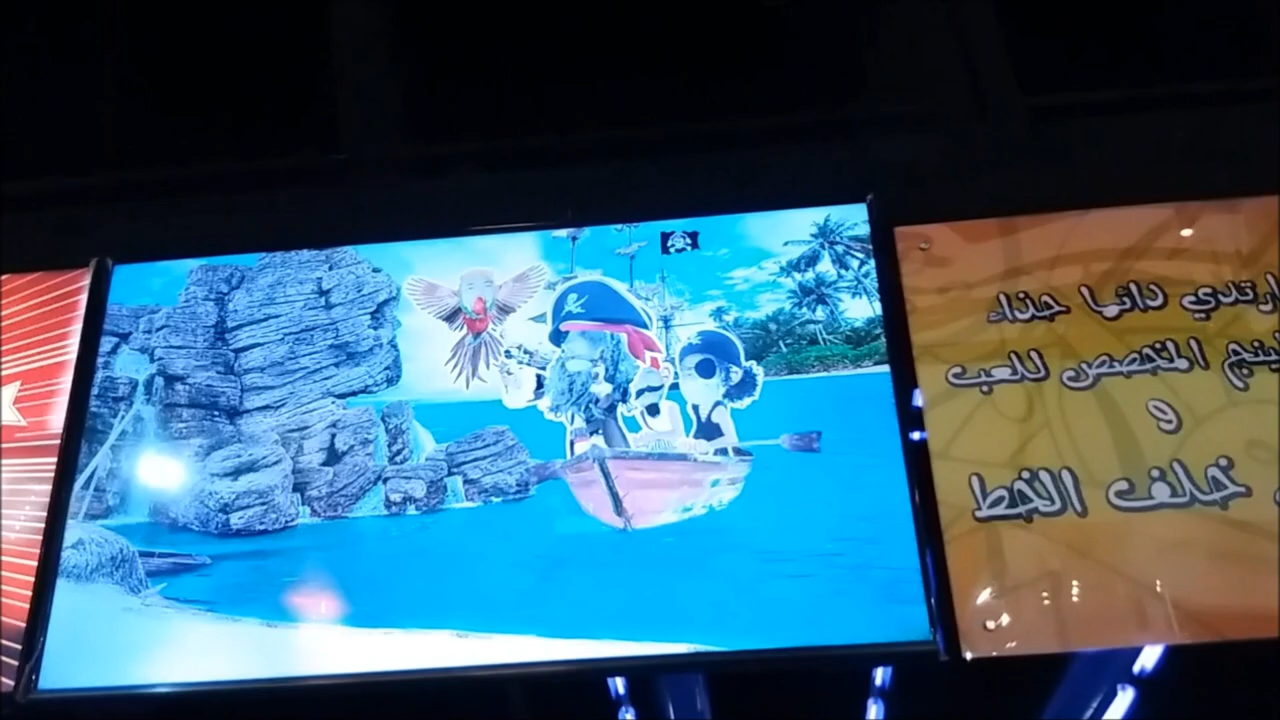 ارتدي دائما حذاء
المخصص للعب
و
خلف الخط